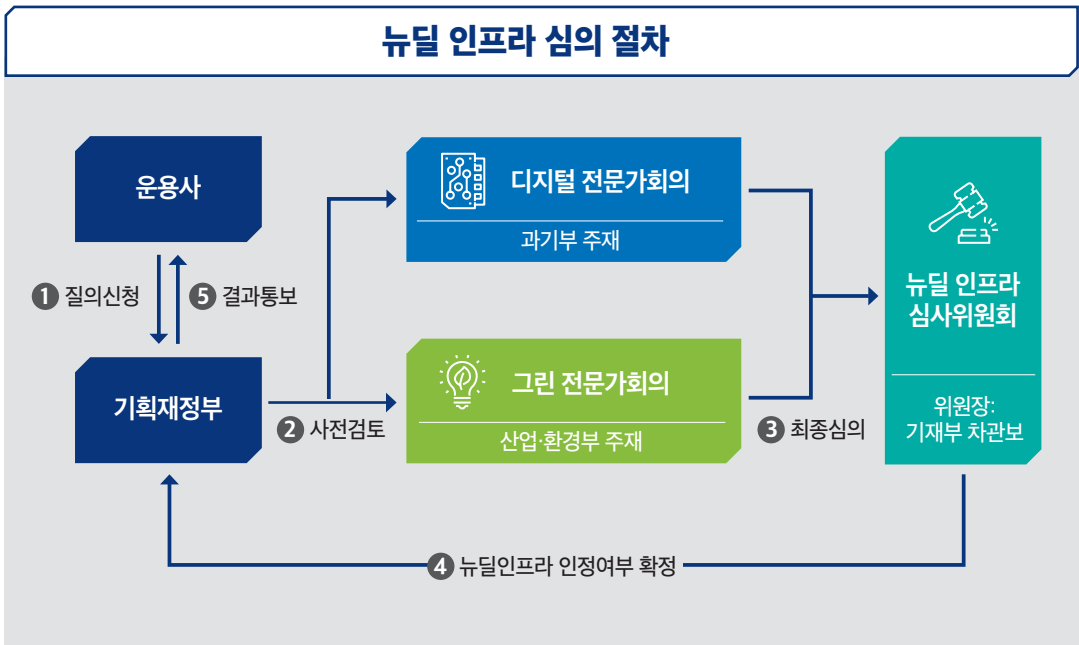 뉴딜 인프라 심의 절차
운용사
❶ 질의신청
❺ 결과통보
기획재정부
❷ 사전검토
디지털 전문가회의
과기부 주재
그린 전문가회의
산업·환경부 주재
❸ 최종심의
뉴딜 인프라
심사위원회
위원장:
기재부 차관보
❹ 뉴딜인프라 인정여부 확정